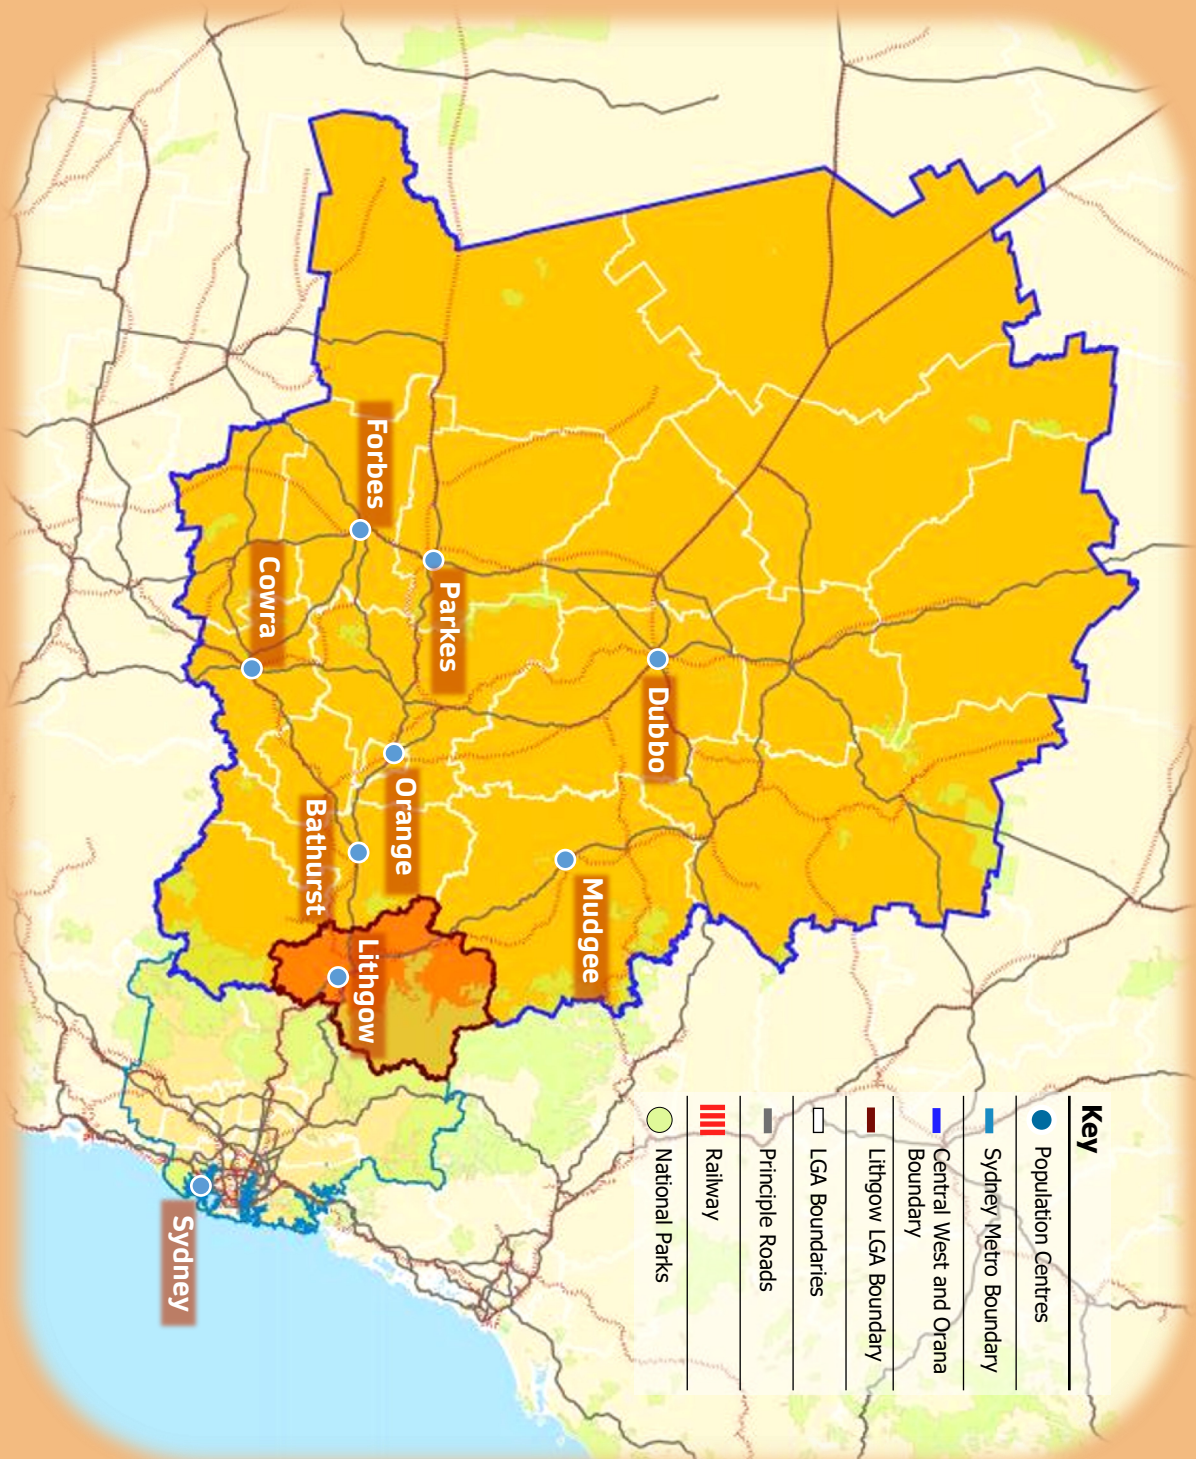 Key
Population Centres
Sydney Metro Boundary
Central West and Orana
Boundary
Lithgow LGA Boundary
LGA Boundaries
Principle Roads
Railway
National Parks
Dubbo
Mudgee
Parkes
Forbes
Orange
Lithgow
Bathurst
Cowra
Sydney